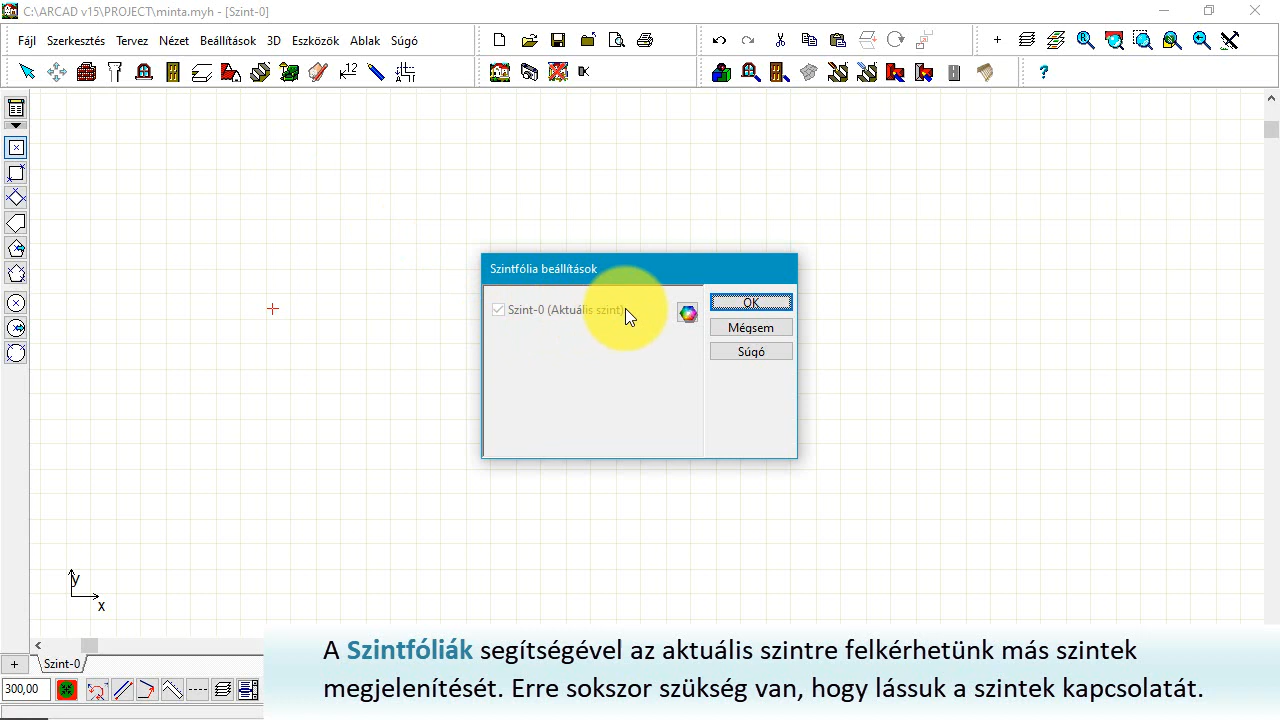 C:\ARCAD v15\PROJECT\minta.myh - [Szint-0]
Fájl Szerkesztés Tervez Nézet Beállítások 3D Eszközök Ablak Súgó
Szintfólia beállítások
Szint-0 (Aktuális szint)
OK
Mégsem
Súgó
y
x
Szint-0
300,00
A Szintfóliák segítségével az aktuális szintre felkérhetünk más szintek
megjelenítését. Erre sokszor szükség van, hogy lássuk a szintek kapcsolatát.